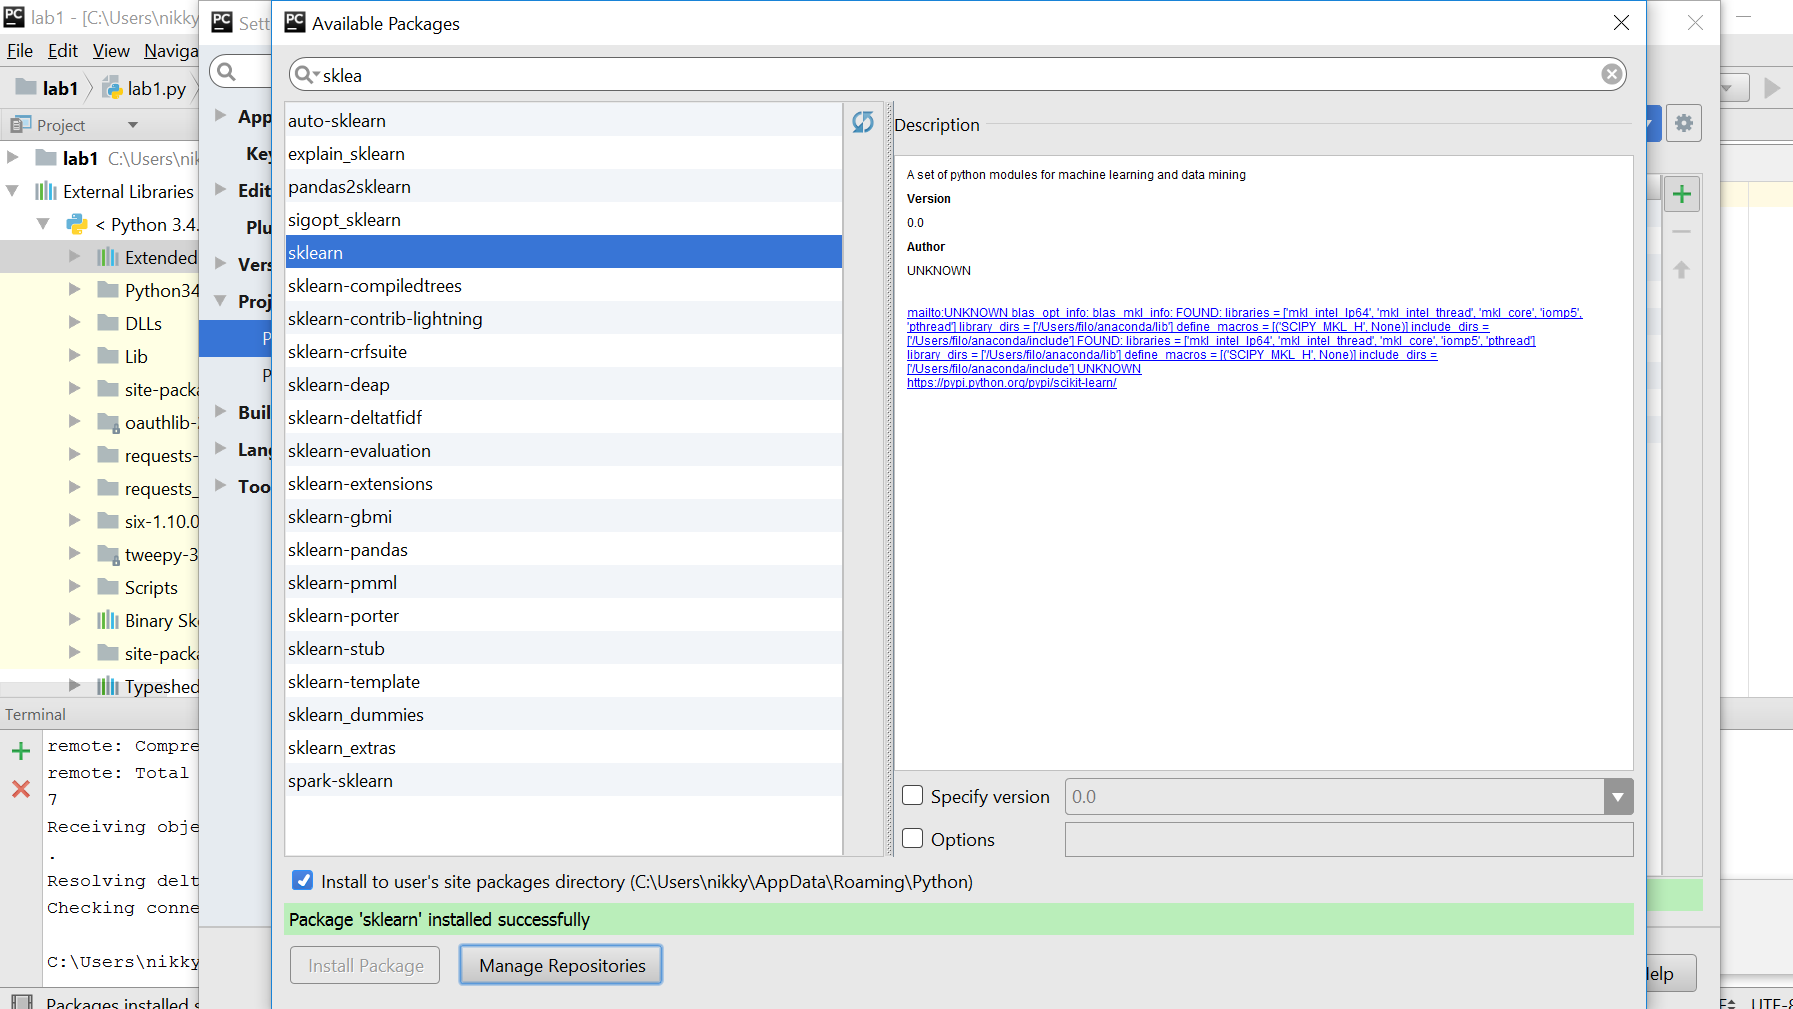 lab1 - [C:\Users\nikky
File Edit View Naviga
lab1 lab1.py
Project
lab1 C:\Users\nik
External Libraries
< Python 3.4.
Extended
Python34
DLLs
Lib
site-packa
oauthlib-
requests-
requests_
six-1.10.0
tweepy-3
Scripts
Binary Ske
site-packa
Typeshed
Terminal
remote: Compre
remote: Total
7
Receiving obje
.
Resolving delt
Checking conne
C:\Users\nikky
Packages installed s
Sett
App
Key
Edit
Plu
Vers
Proj
P
P
Buil
Lang
Too
Available Packages
sklea
auto-sklearn
explain_sklearn
pandas2sklearn
sigopt_sklearn
sklearn
sklearn-compiledtrees
sklearn-contrib-lightning
sklearn-crfsuite
sklearn-deap
sklearn-deltatfidf
sklearn-evaluation
sklearn-extensions
sklearn-gbmi
sklearn-pandas
sklearn-pmml
sklearn-porter
sklearn-stub
sklearn-template
sklearn_dummies
sklearn_extras
spark-sklearn
Description
A set of python modules for machine learning and data mining
Version
0.0
Author
UNKNOWN
mailto:UNKNOWN blas_opt_info: blas_mkl_info: FOUND: libraries = ['mkl_intel_lp64', 'mkl_intel_thread', 'mkl_core', 'iomp5',
'pthread'] library_dirs = ['/Users/filo/anaconda/lib'] define_macros = [('SCIPY_MKL_H', None)] include_dirs =
['/Users/filo/anaconda/include'] FOUND: libraries = ['mkl_intel_lp64', 'mkl_intel_thread', 'mkl_core', 'iomp5', 'pthread']
library_dirs = ['/Users/filo/anaconda/lib'] define_macros = [('SCIPY_MKL_H', None)] include_dirs =
['/Users/filo/anaconda/include'] UNKNOWN
https://pypi.python.org/pypi/scikit-learn/
Specify version 0.0
Options
Install to user's site packages directory (C:\Users\nikky\AppData\Roaming\Python)
Package 'sklearn' installed successfully
Install Package Manage Repositories
elp
UTF-8